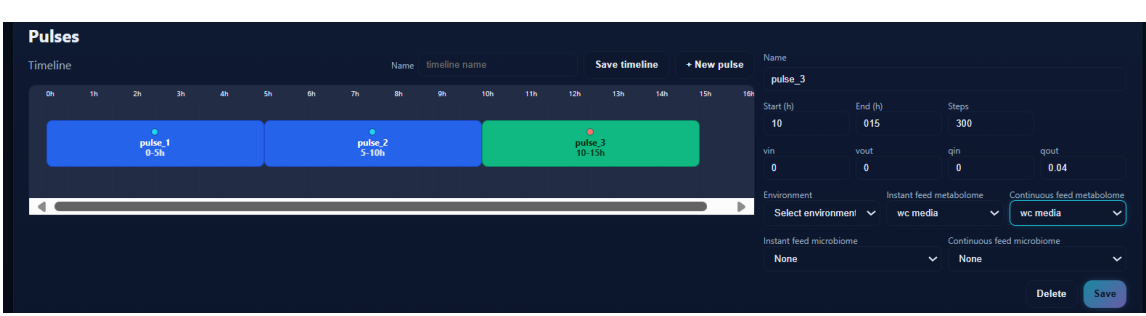 Pulses
Timeline
Name timeline name Save timeline + New pulse
0h 1h 2h 3h 4h 5h 6h 7h 8h 9h 10h 11h 12h 13h 14h 15h 16h
pulse_1
0-5h
pulse_2
5-10h
pulse_3
10-15h
Name
pulse_3
Start (h) End (h) Steps
10 015 300
vin vout qin qout
0 0 0 0.04
Environment Instant feed metabolome Continuous feed metabolome
Select environment wc media wc media
Instant feed microbiome Continuous feed microbiome
None None
Delete Save